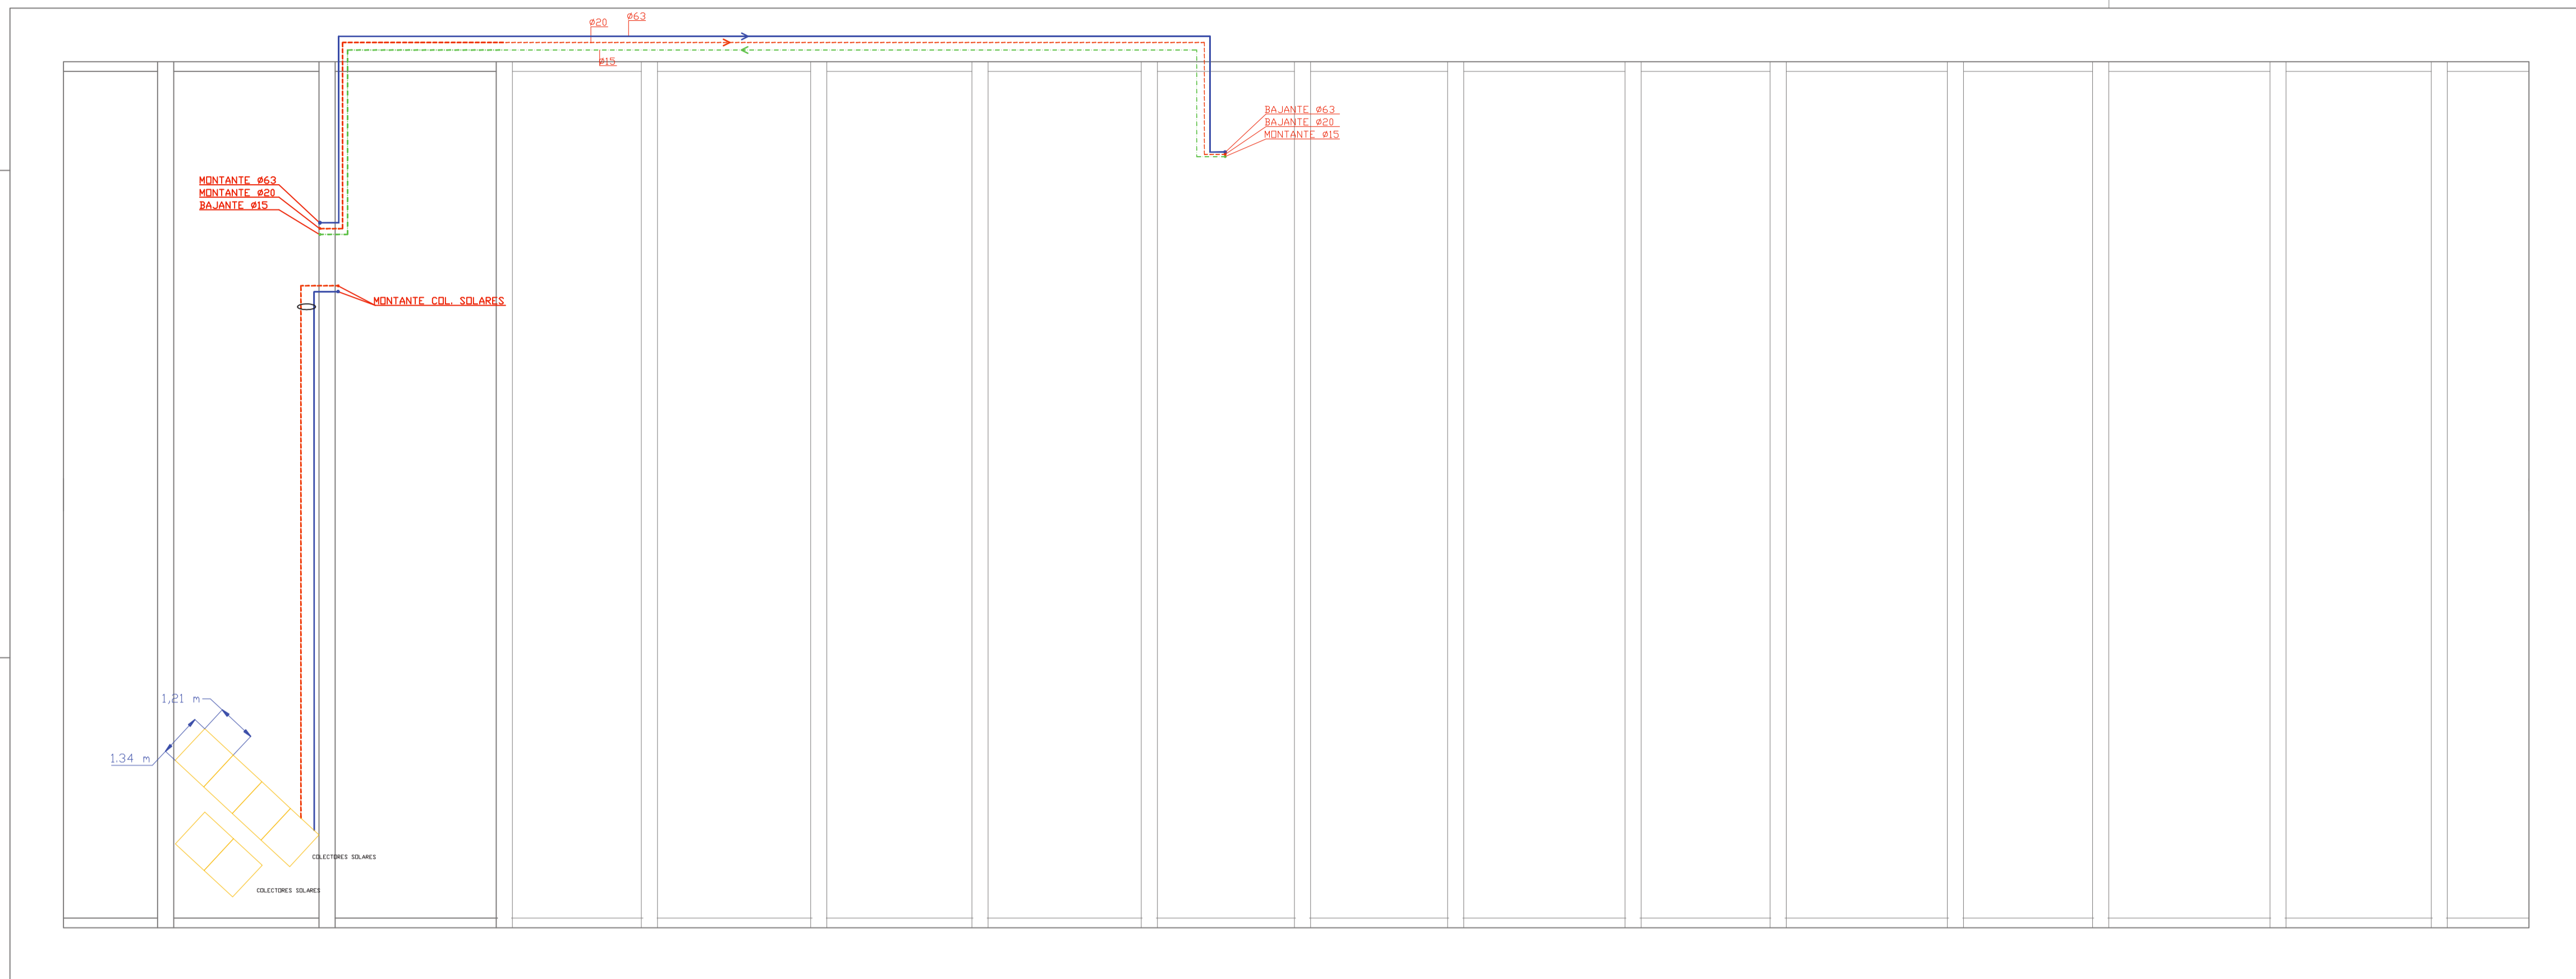 Ø20
Ø63
Ø15
BAJANTE Ø63
BAJANTE Ø20
MONTANTE Ø15
MONTANTE Ø63
MONTANTE Ø20
BAJANTE Ø15
MONTANTE COL. SOLARES
1,21 m
1.34 m
COLECTORES SOLARES
COLECTORES SOLARES